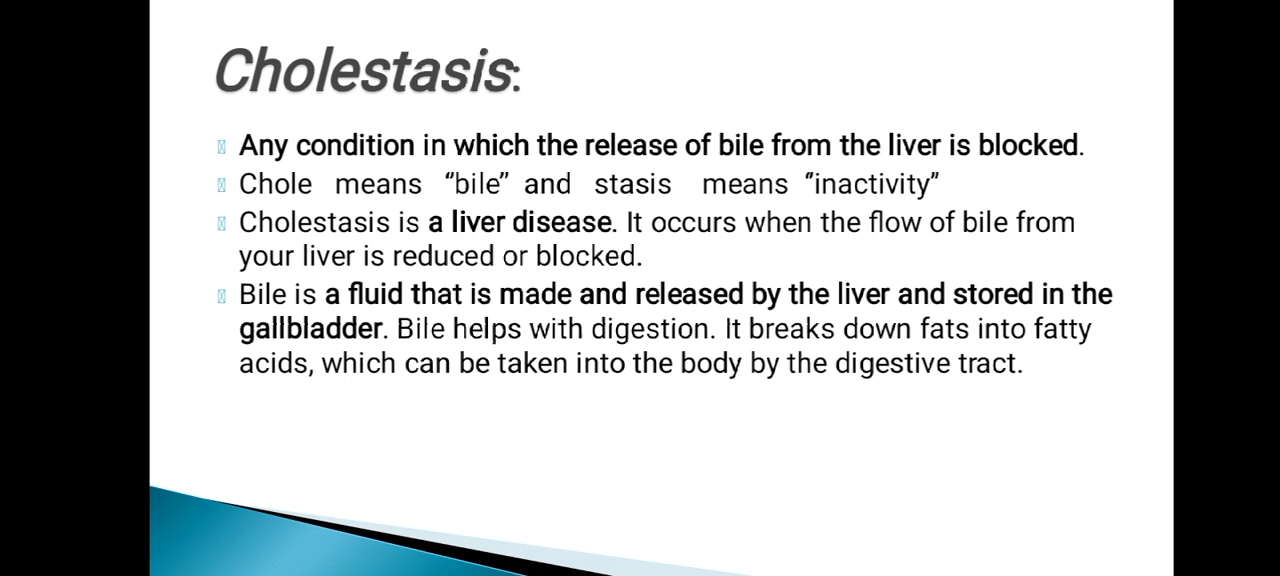 Cholestasis:
Any condition in which the release of bile from the liver is blocked.
Chole means “bile” and stasis means “inactivity”
Cholestasis is a liver disease. It occurs when the flow of bile from
your liver is reduced or blocked.
Bile is a fluid that is made and released by the liver and stored in the
gallbladder. Bile helps with digestion. It breaks down fats into fatty
acids, which can be taken into the body by the digestive tract.